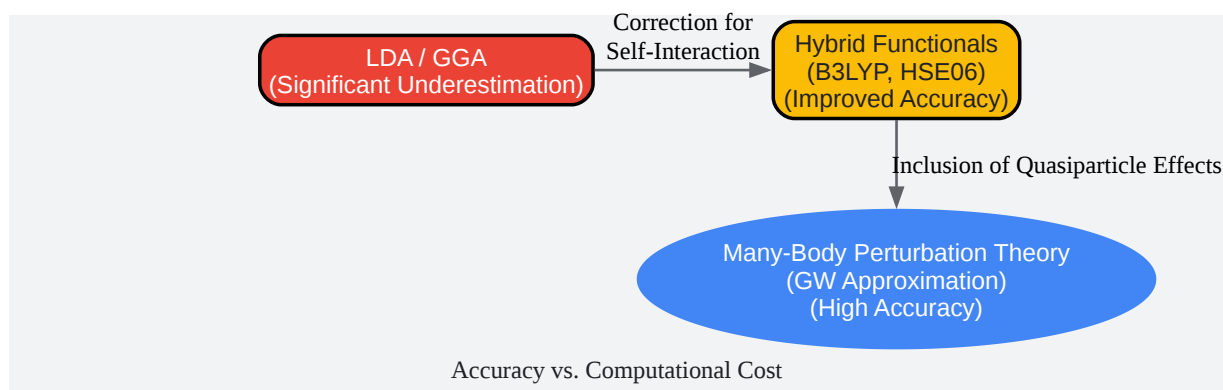 LDA / GGA
(Significant Underestimation)
Correction for
Self-Interaction
Hybrid Functionals
(B3LYP, HSE06)
(Improved Accuracy)
Inclusion of Quasiparticle Effects
Many-Body Perturbation Theory
(GW Approximation)
(High Accuracy)
Accuracy vs. Computational Cost